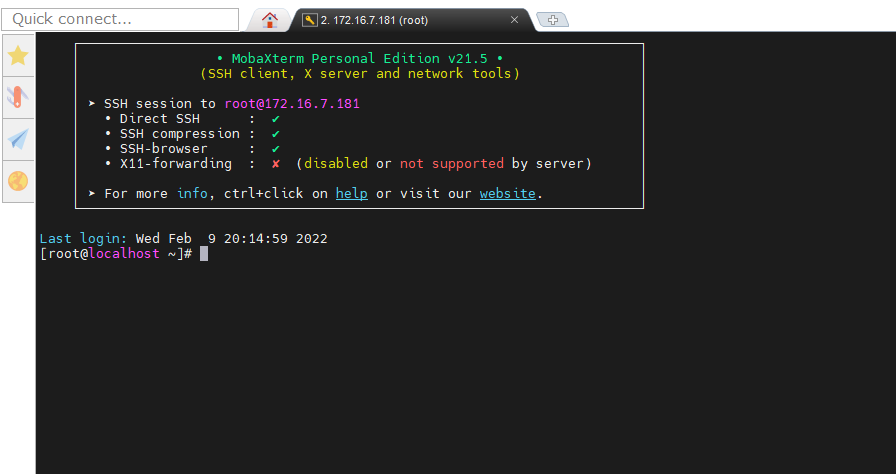 Quick connect...
2. 172.16.7.181 (root)
• MobaXterm Personal Edition v21.5 •
(SSH client, X server and network tools)
➤ SSH session to root@172.16.7.181
• Direct SSH      :  ✔
• SSH compression :  ✔
• SSH-browser     :  ✔
• X11-forwarding  :  ✘  (disabled or not supported by server)
➤ For more info, ctrl+click on help or visit our website.
Last login: Wed Feb  9 20:14:59 2022
[root@localhost ~]#